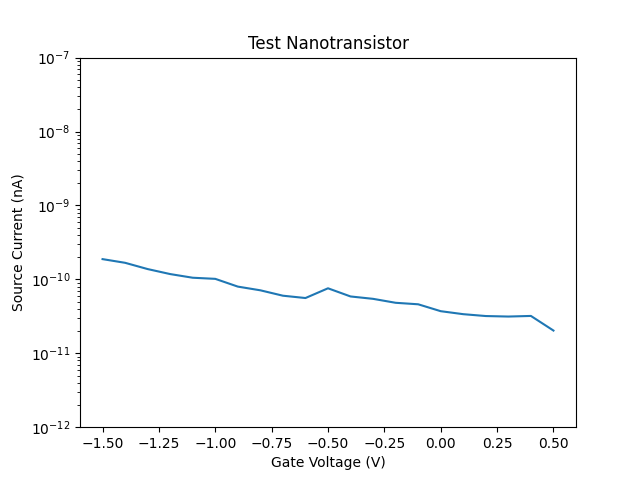 Test Nanotransistor
10⁻⁷
10⁻⁸
10⁻⁹
10⁻¹⁰
10⁻¹¹
10⁻¹²
Source Current (nA)
−1.50 −1.25 −1.00 −0.75 −0.50 −0.25 0.00 0.25 0.50
Gate Voltage (V)